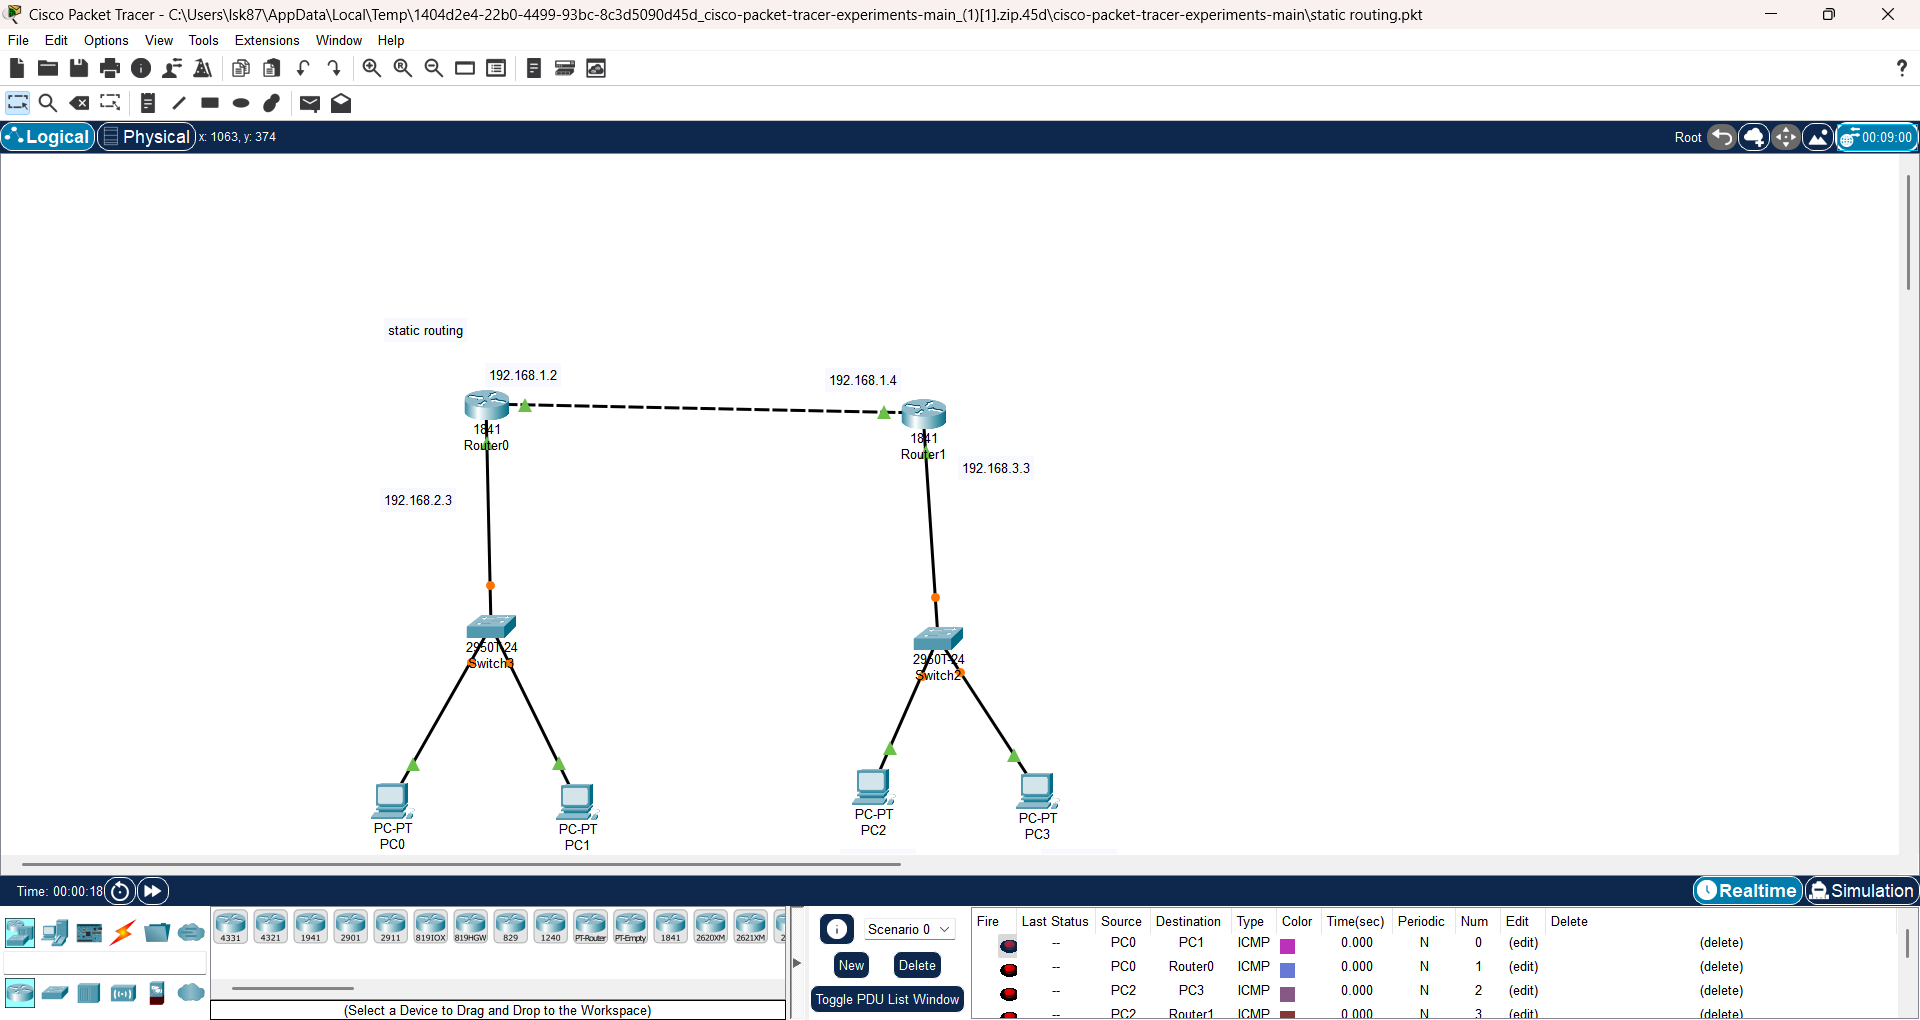 Cisco Packet Tracer - C:\Users\lsk87\AppData\Local\Temp\1404d2e4-22b0-4499-93bc-8c3d5090d45d_cisco-packet-tracer-experiments-main_(1)[1].zip.45d\cisco-packet-tracer-experiments-main\static routing.pkt
File Edit Options View Tools Extensions Window Help
Logical Physical x: 1063, y: 374 Root 00:09:00
static routing
192.168.1.2
192.168.1.4
1841
Router0
1841
Router1
192.168.3.3
192.168.2.3
2950T-24
Switch3
2960T-24
Switch2
PC-PT
PC0
PC-PT
PC1
PC-PT
PC2
PC-PT
PC3
Time: 00:00:18 Realtime Simulation
4331 4321 1941 2901 2911 819IOX 819HGW 829 1240 PT-Router PT-Empty 1841 2620XM 2621XM 2
(Select a Device to Drag and Drop to the Workspace)
Scenario 0
New Delete
Toggle PDU List Window
Fire Last Status Source Destination Type Color Time(sec) Periodic Num Edit Delete
-- PC0 PC1 ICMP 0.000 N 0 (edit) (delete)
-- PC0 Router0 ICMP 0.000 N 1 (edit) (delete)
-- PC2 PC3 ICMP 0.000 N 2 (edit) (delete)
-- PC2 Router1 ICMP 0.000 N 3 (edit) (delete)